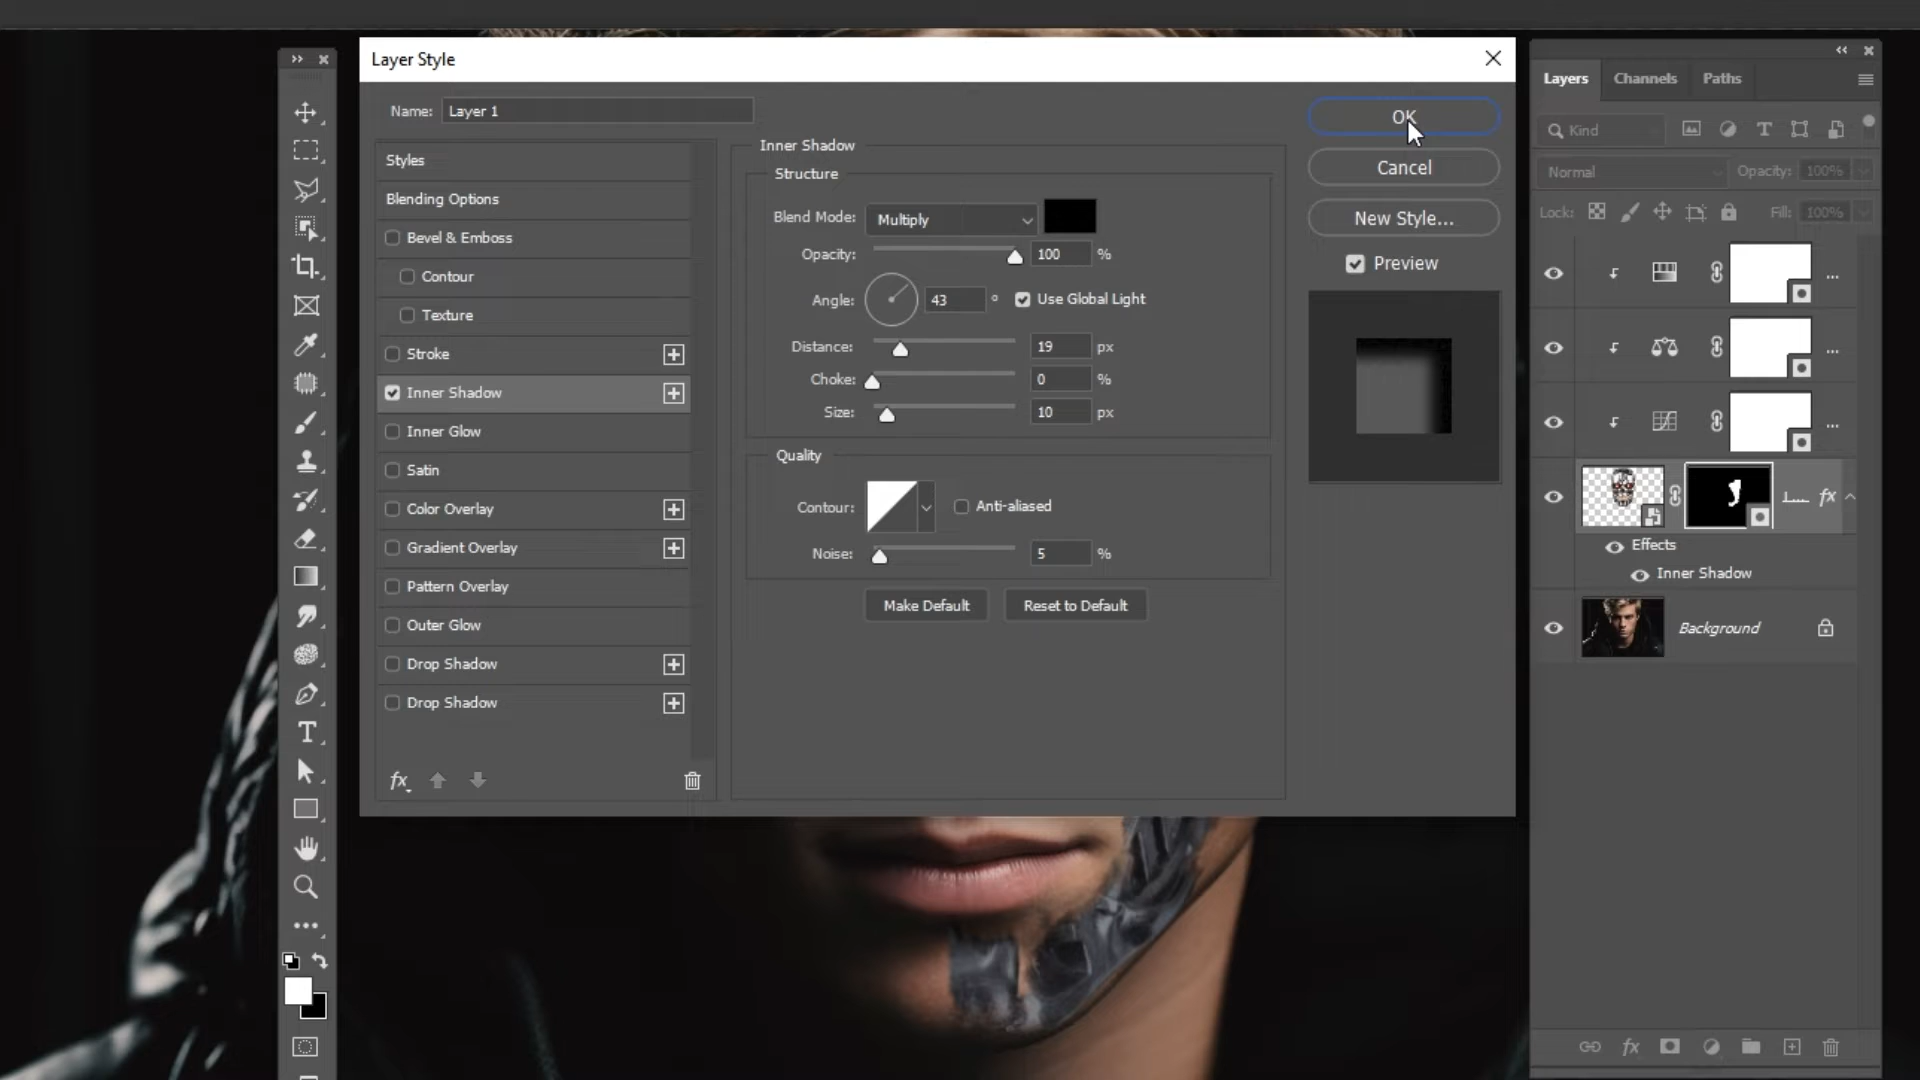 Layer Style
Name: Layer 1
Styles
Blending Options
Bevel & Emboss
Contour
Texture
Stroke
Inner Shadow
Inner Glow
Satin
Color Overlay
Gradient Overlay
Pattern Overlay
Outer Glow
Drop Shadow
Drop Shadow
fx
Inner Shadow
Structure
Blend Mode: Multiply
Opacity: 100 %
Angle: 43 ° Use Global Light
Distance: 19 px
Choke: 0 %
Size: 10 px
Quality
Contour: Anti-aliased
Noise: 5 %
Make Default Reset to Default
OK
Cancel
New Style...
Preview
Layers Channels Paths
Kind
Normal Opacity: 100%
Lock: Fill: 100%
...
...
...
fx
Effects
Inner Shadow
Background
fx